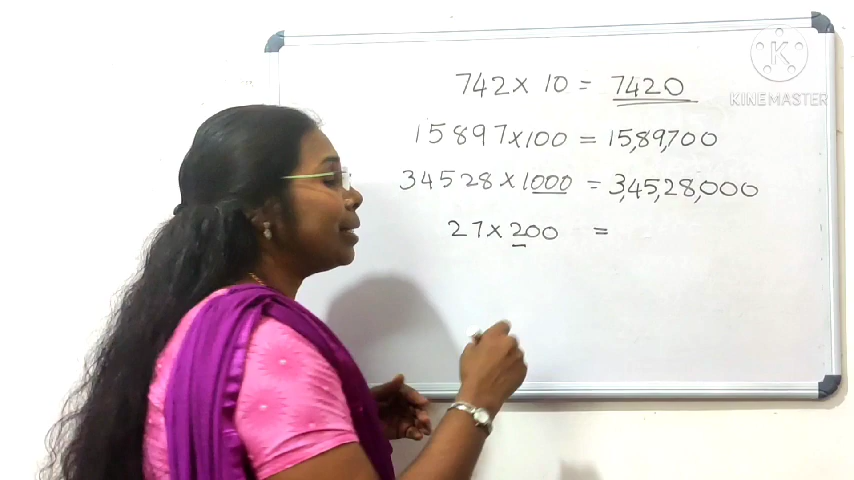 742 × 10 = 7420
15897 × 100 = 15,89,700
34528 × 1000 = 3,45,28,000
27 × 200 =
KINEMASTER